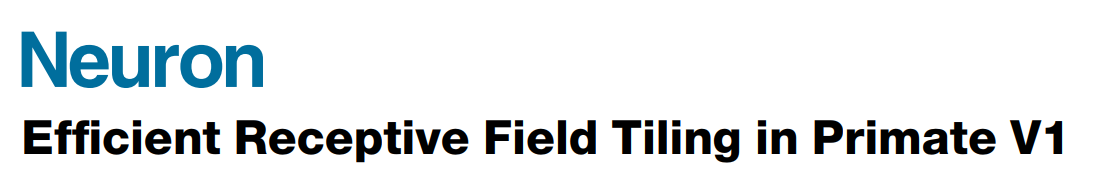 Neuron
Efficient Receptive Field Tiling in Primate V1